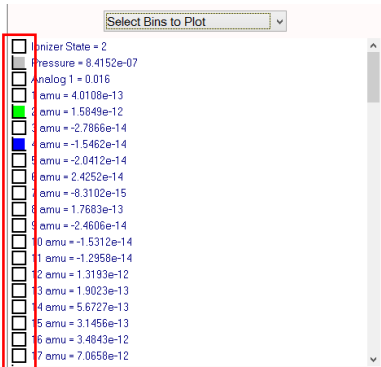 Select Bins to Plot
Ionizer State = 2
Pressure = 8.4152e-07
Analog 1 = 0.016
1 amu = 4.0108e-13
2 amu = 1.5849e-12
3 amu = -2.7866e-14
4 amu = -1.5462e-14
5 amu = -2.0412e-14
6 amu = 2.4252e-14
7 amu = -8.3102e-15
8 amu = 1.7683e-13
9 amu = -2.4606e-14
10 amu = -1.5312e-14
11 amu = -1.2958e-14
12 amu = 1.3193e-12
13 amu = 1.9023e-13
14 amu = 5.6727e-13
15 amu = 3.1456e-13
16 amu = 3.4843e-12
17 amu = 7.0658e-12